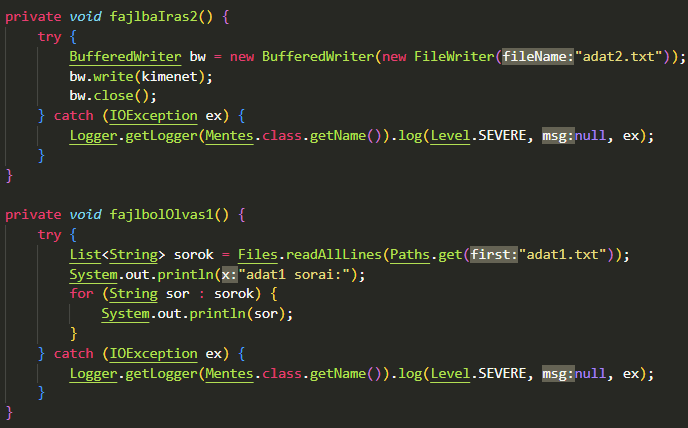 private void fajlbaIras2() {
    try {
        BufferedWriter bw = new BufferedWriter(new FileWriter(fileName:"adat2.txt"));
        bw.write(kimenet);
        bw.close();
    } catch (IOException ex) {
        Logger.getLogger(Mentes.class.getName()).log(Level.SEVERE, msg:null, ex);
    }
}

private void fajlbolOlvas1() {
    try {
        List<String> sorok = Files.readAllLines(Paths.get(first:"adat1.txt"));
        System.out.println(x:"adat1 sorai:");
        for (String sor : sorok) {
            System.out.println(sor);
        }
    } catch (IOException ex) {
        Logger.getLogger(Mentes.class.getName()).log(Level.SEVERE, msg:null, ex);
    }
}